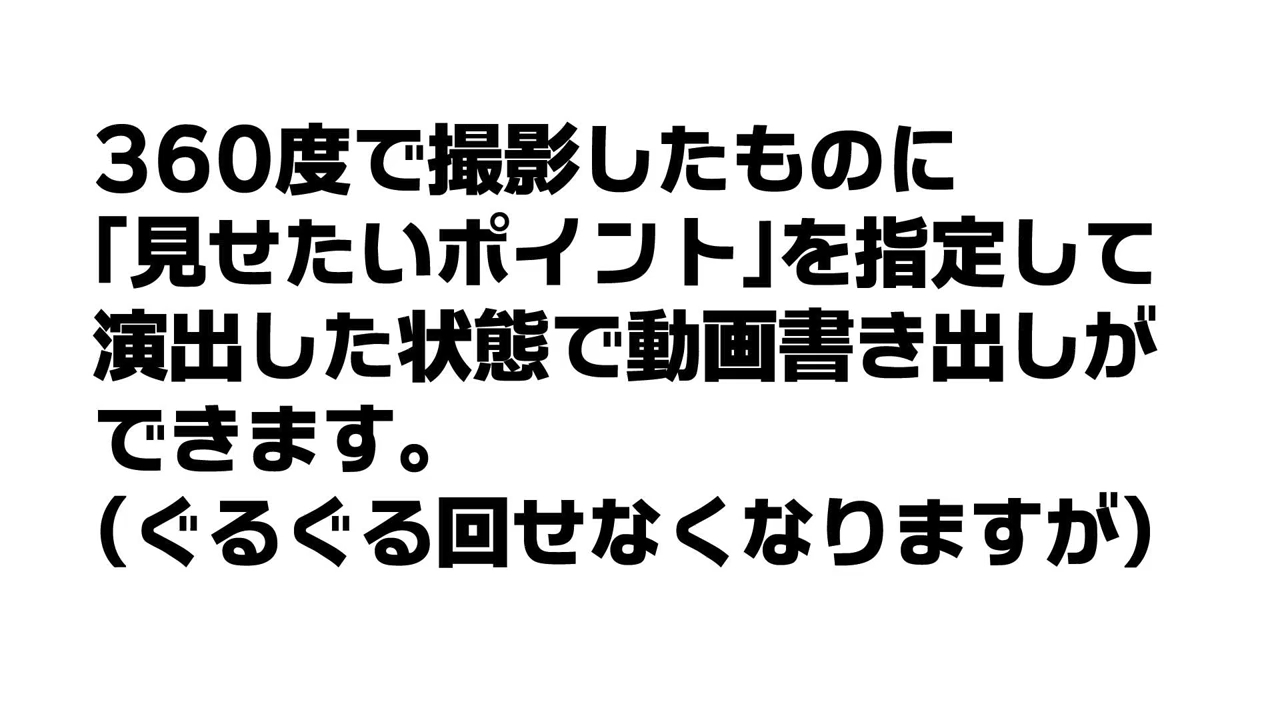 360度で撮影したものに
「見せたいポイント」を指定して
演出した状態で動画書き出しが
できます。
（ぐるぐる回せなくなりますが）